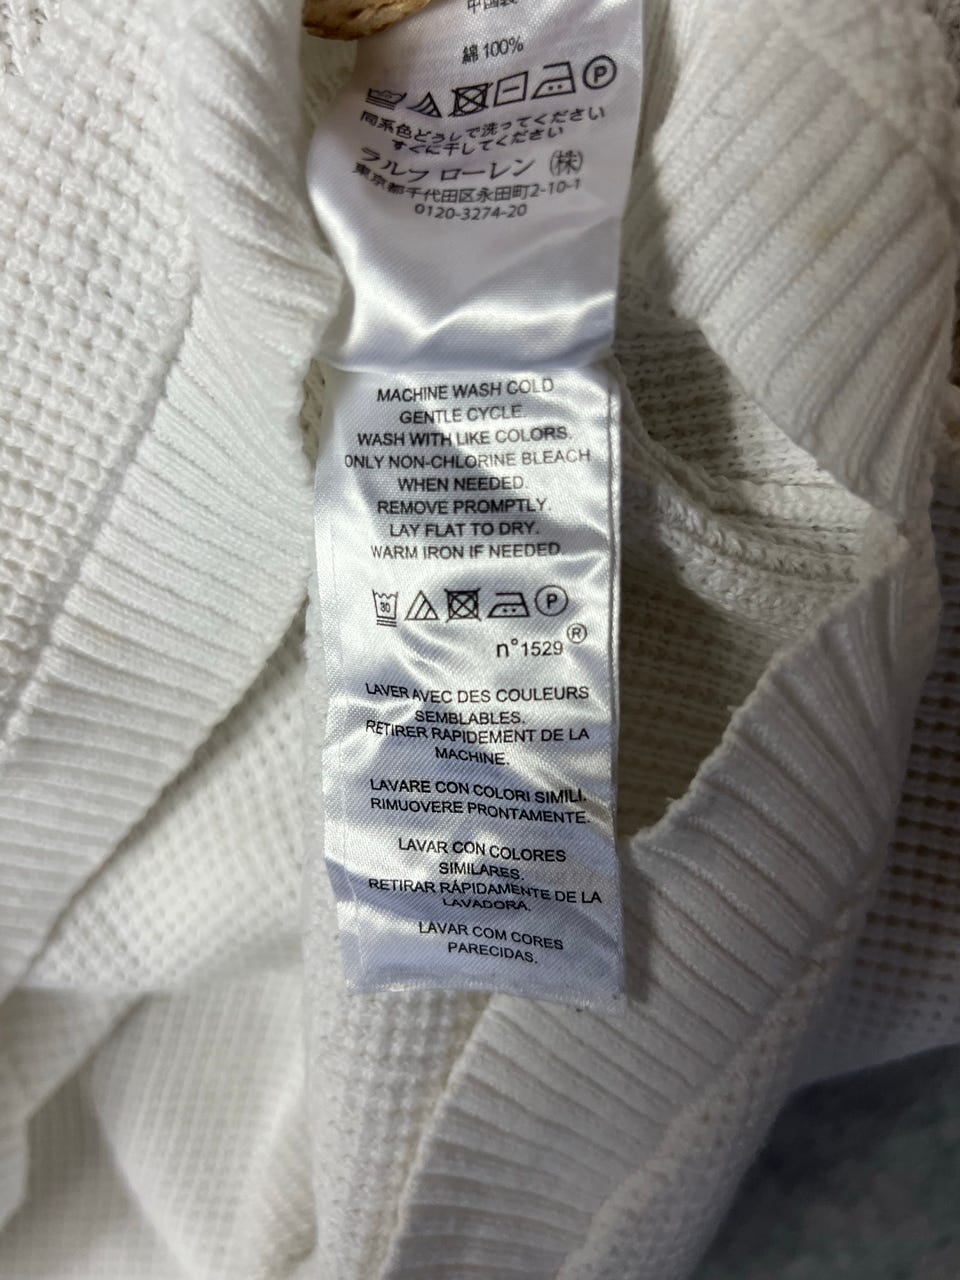 中国製
綿 100%
P
同系色どうしで洗ってください
すぐに干してください
ラルフ ローレン ㈱
東京都千代田区永田町2-10-1
0120-3274-20
MACHINE WASH COLD
GENTLE CYCLE.
WASH WITH LIKE COLORS.
ONLY NON-CHLORINE BLEACH
WHEN NEEDED.
REMOVE PROMPTLY.
LAY FLAT TO DRY.
WARM IRON IF NEEDED.
30 P
n°1529®
LAVER AVEC DES COULEURS
SEMBLABLES.
RETIRER RAPIDEMENT DE LA
MACHINE.
LAVARE CON COLORI SIMILI.
RIMUOVERE PRONTAMENTE.
LAVAR CON COLORES
SIMILARES.
RETIRAR RÁPIDAMENTE DE LA
LAVADORA.
LAVAR COM CORES
PARECIDAS.